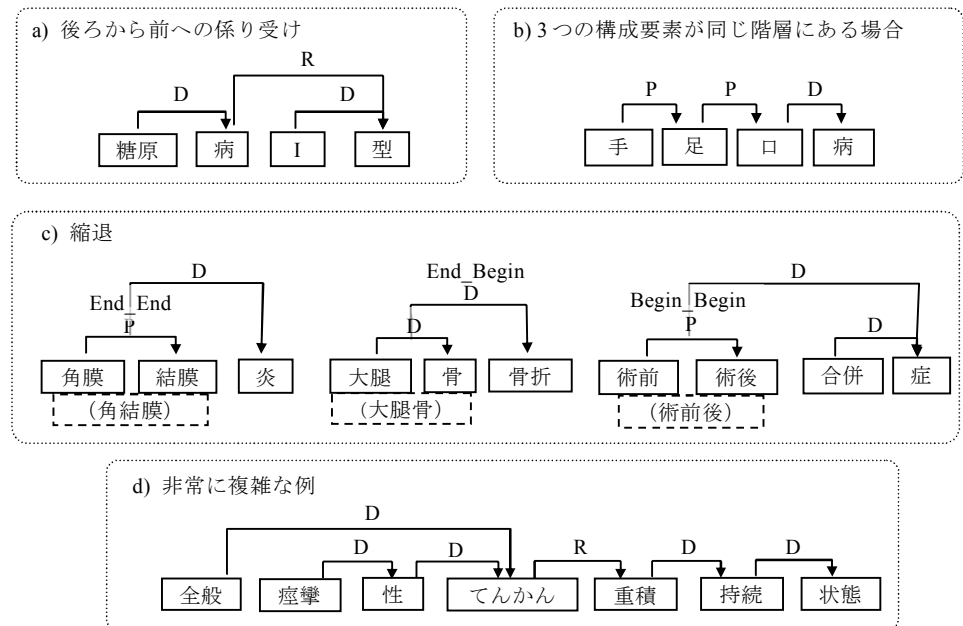 a) 後ろから前への係り受け
R
D D
糖原 病 I 型
b) 3 つの構成要素が同じ階層にある場合
P P D
手 足 口 病
c) 縮退
D
End_End
P
角膜 結膜 炎
（角結膜）
End_Begin
D
D
大腿 骨 骨折
（大腿骨）
D
Begin_Begin
P D
術前 術後 合併 症
（術前後）
d) 非常に複雑な例
D
D D R D D
全般 痙攣 性 てんかん 重積 持続 状態